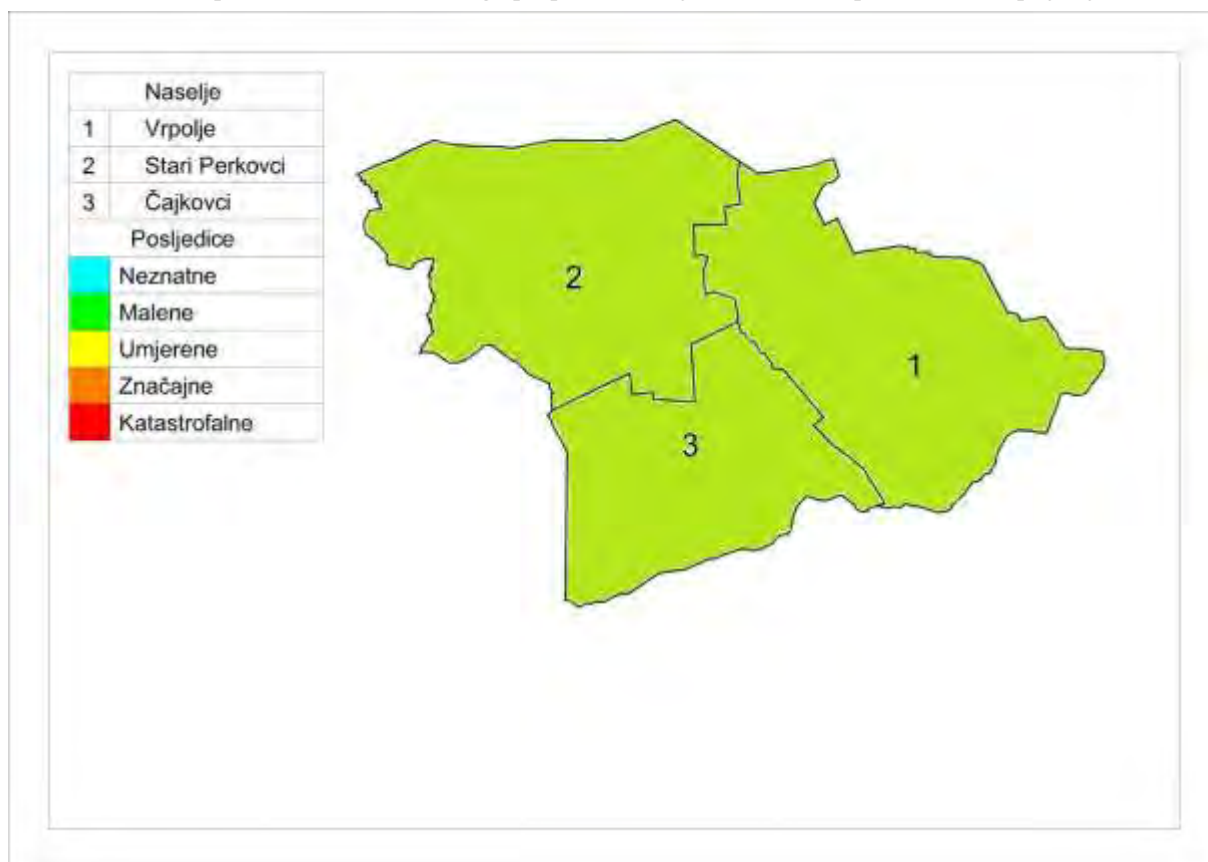 Naselje
1 Vrpolje
2 Stari Perkovci
3 Čajkovci
Posljedice
Neznatne
Malene
Umjerene
Značajne
Katastrofalne
2
1
3